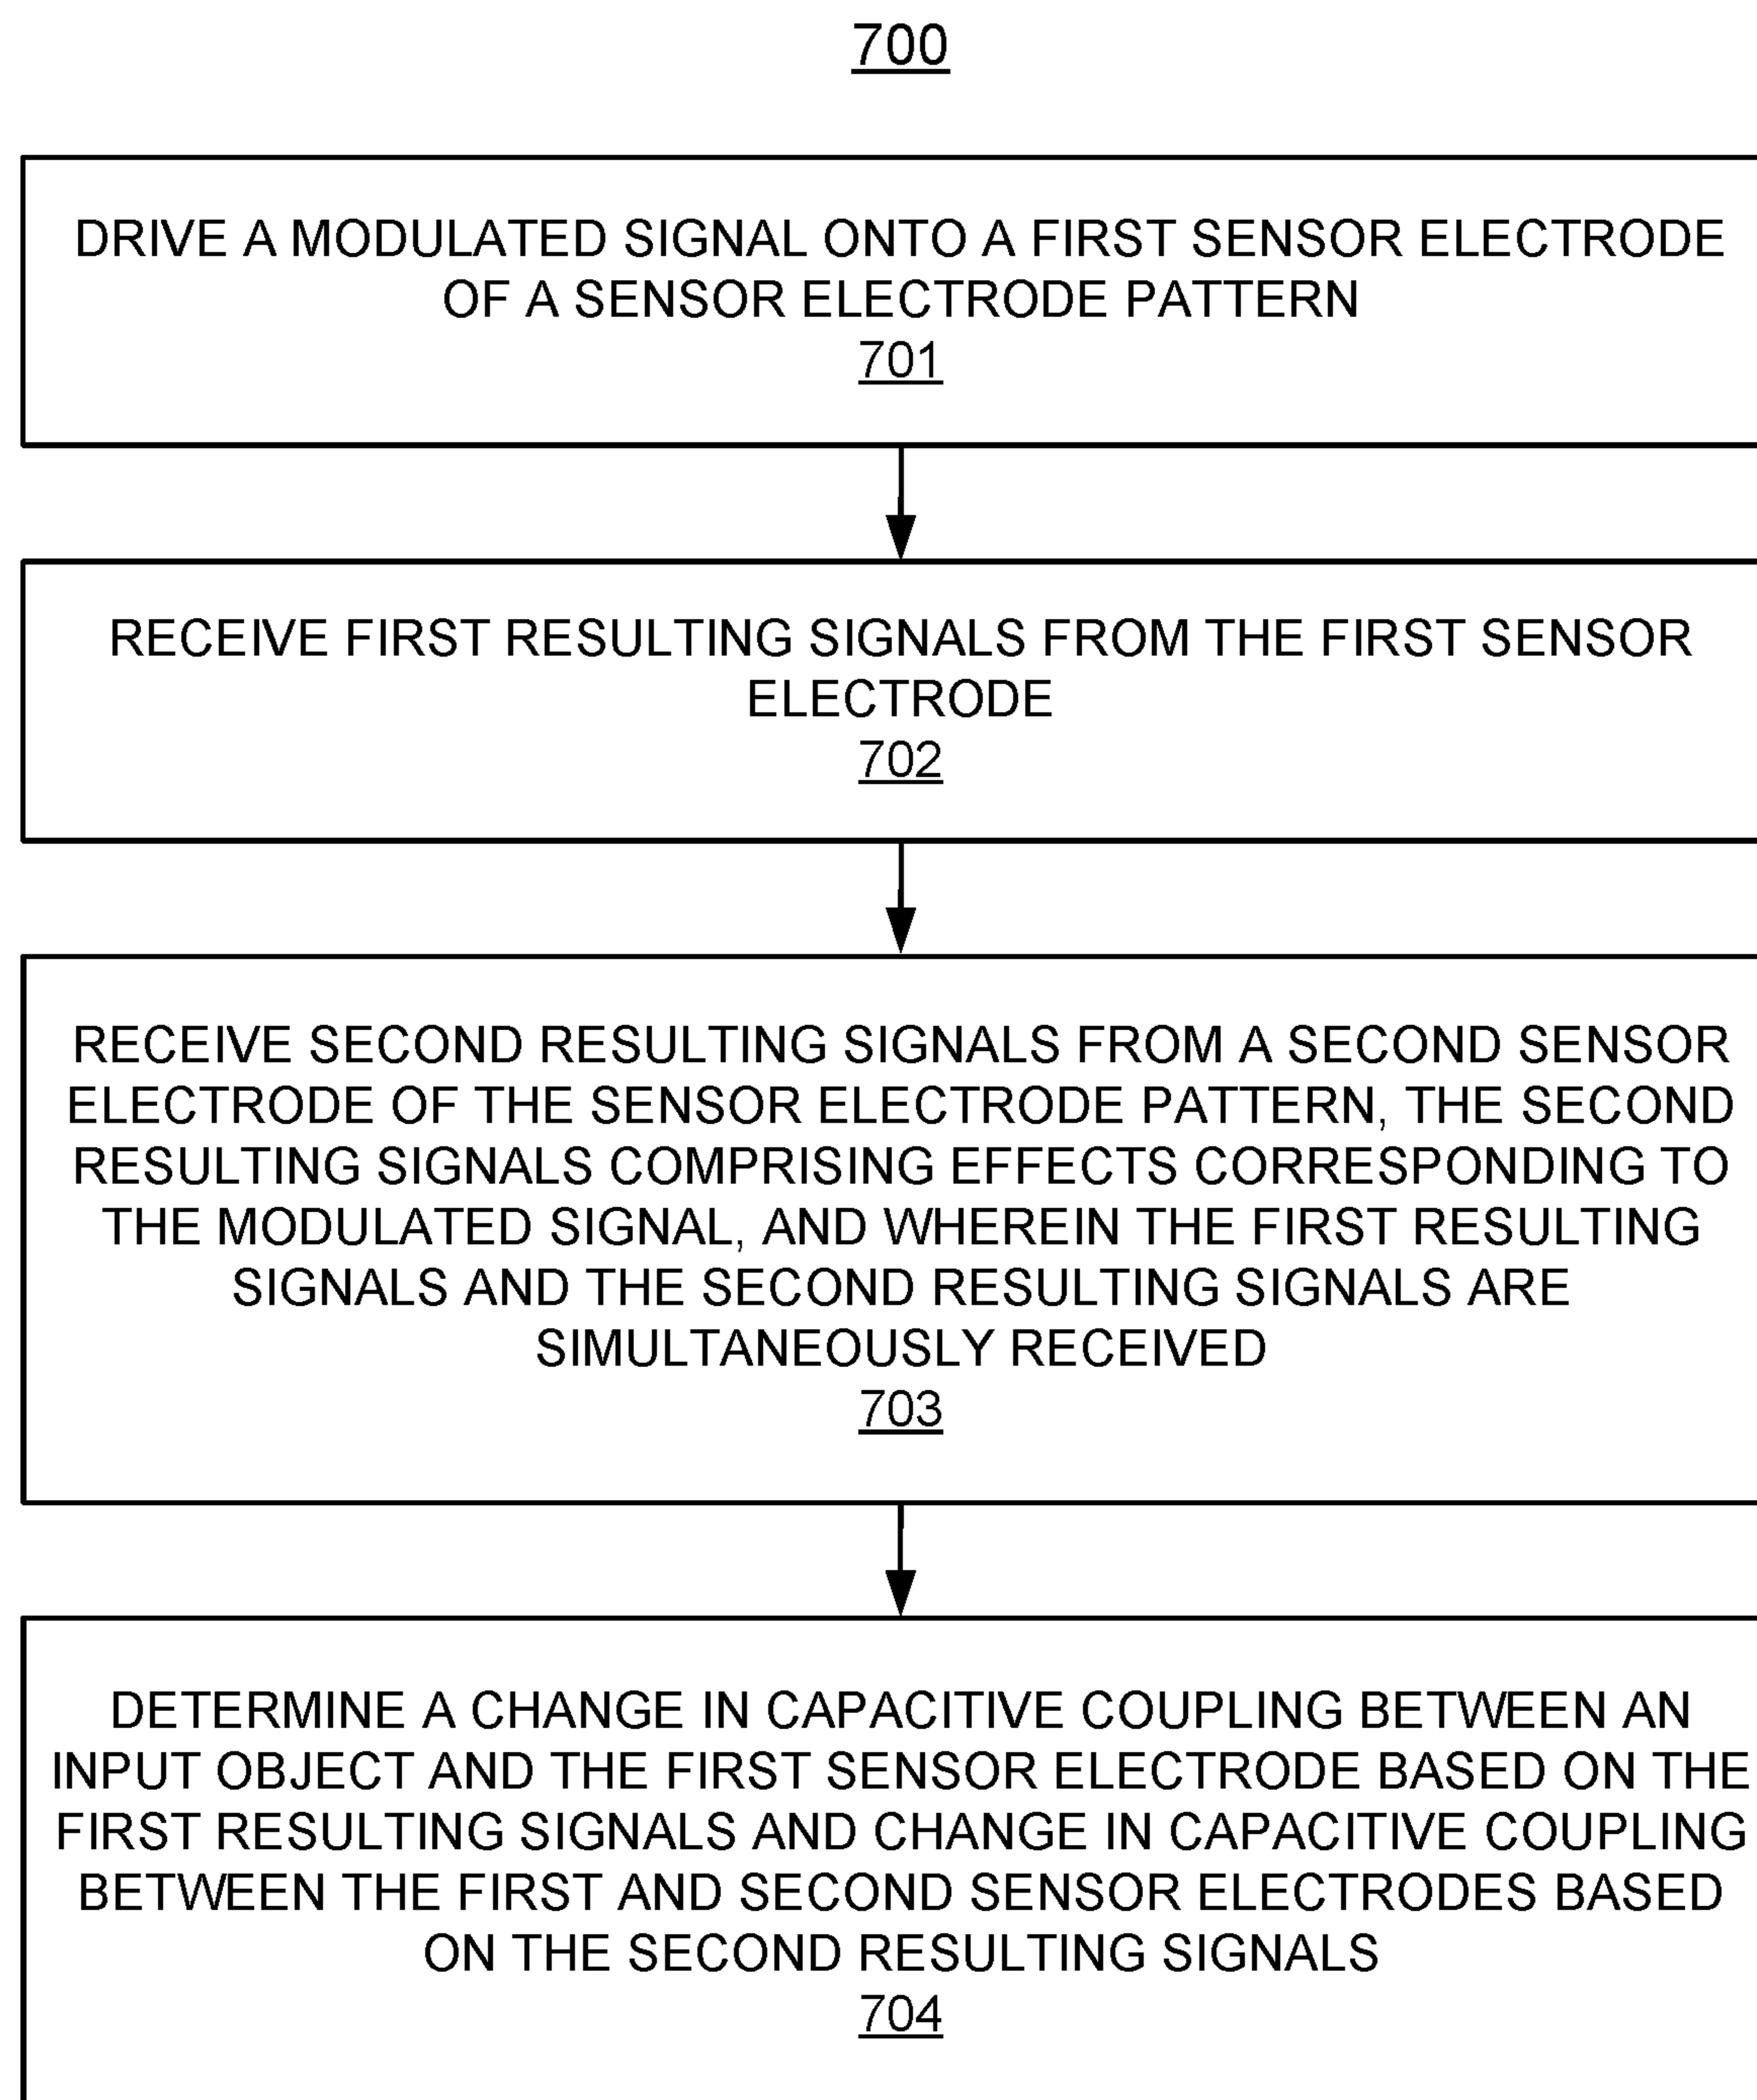 700
DRIVE A MODULATED SIGNAL ONTO A FIRST SENSOR ELECTRODE
OF A SENSOR ELECTRODE PATTERN
701
RECEIVE FIRST RESULTING SIGNALS FROM THE FIRST SENSOR
ELECTRODE
702
RECEIVE SECOND RESULTING SIGNALS FROM A SECOND SENSOR
ELECTRODE OF THE SENSOR ELECTRODE PATTERN, THE SECOND
RESULTING SIGNALS COMPRISING EFFECTS CORRESPONDING TO
THE MODULATED SIGNAL, AND WHEREIN THE FIRST RESULTING
SIGNALS AND THE SECOND RESULTING SIGNALS ARE
SIMULTANEOUSLY RECEIVED
703
DETERMINE A CHANGE IN CAPACITIVE COUPLING BETWEEN AN
INPUT OBJECT AND THE FIRST SENSOR ELECTRODE BASED ON THE
FIRST RESULTING SIGNALS AND CHANGE IN CAPACITIVE COUPLING
BETWEEN THE FIRST AND SECOND SENSOR ELECTRODES BASED
ON THE SECOND RESULTING SIGNALS
704